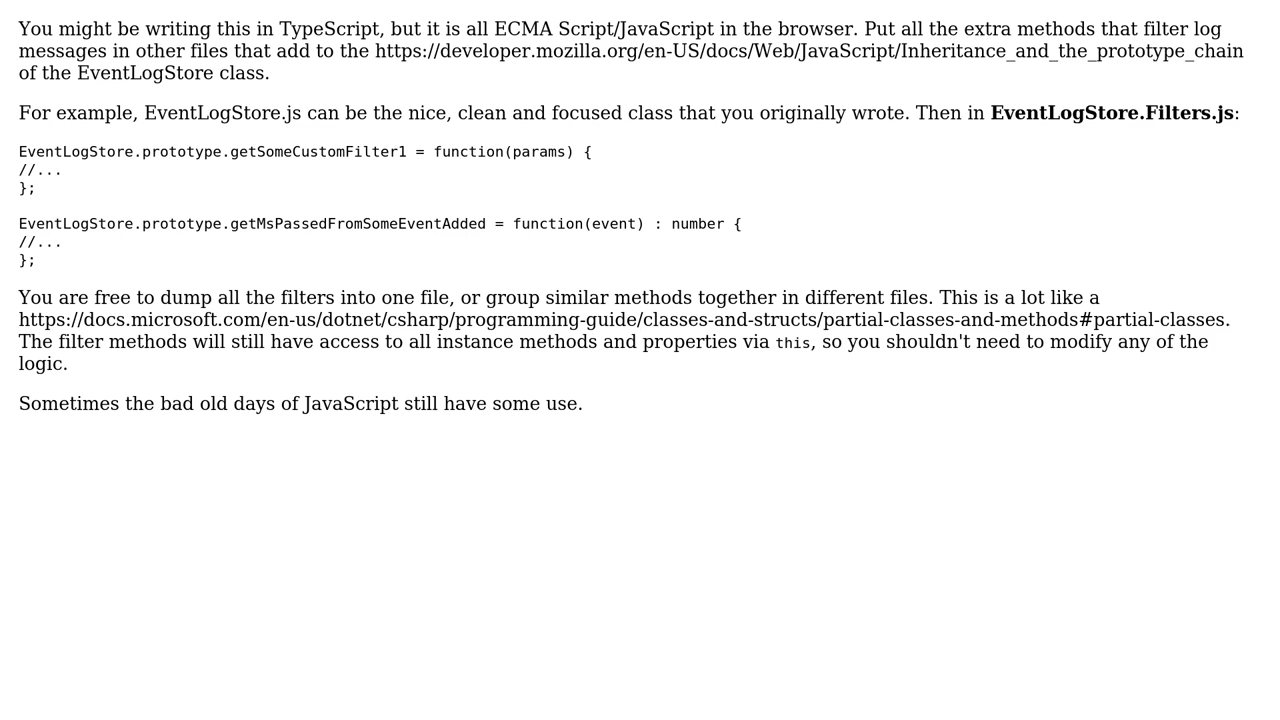 You might be writing this in TypeScript, but it is all ECMA Script/JavaScript in the browser. Put all the extra methods that filter log
messages in other files that add to the https://developer.mozilla.org/en-US/docs/Web/JavaScript/Inheritance_and_the_prototype_chain
of the EventLogStore class.
For example, EventLogStore.js can be the nice, clean and focused class that you originally wrote. Then in EventLogStore.Filters.js:
EventLogStore.prototype.getSomeCustomFilter1 = function(params) {
//...
};
EventLogStore.prototype.getMsPassedFromSomeEventAdded = function(event) : number {
//...
};
You are free to dump all the filters into one file, or group similar methods together in different files. This is a lot like a
https://docs.microsoft.com/en-us/dotnet/csharp/programming-guide/classes-and-structs/partial-classes-and-methods#partial-classes.
The filter methods will still have access to all instance methods and properties via this, so you shouldn't need to modify any of the
logic.
Sometimes the bad old days of JavaScript still have some use.